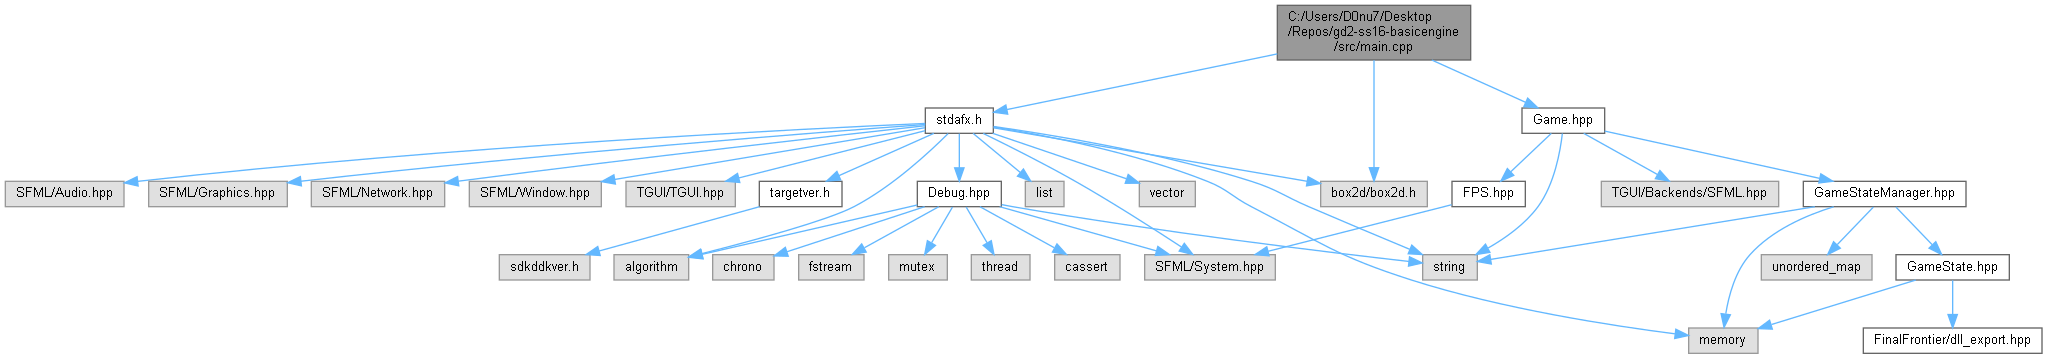 C:/Users/D0nu7/Desktop
/Repos/gd2-ss16-basicengine
/src/main.cpp
stdafx.h
Game.hpp
SFML/Audio.hpp
SFML/Graphics.hpp
SFML/Network.hpp
SFML/Window.hpp
TGUI/TGUI.hpp
targetver.h
Debug.hpp
list
vector
box2d/box2d.h
FPS.hpp
TGUI/Backends/SFML.hpp
GameStateManager.hpp
sdkddkver.h
algorithm
chrono
fstream
mutex
thread
cassert
SFML/System.hpp
string
unordered_map
GameState.hpp
memory
FinalFrontier/dll_export.hpp